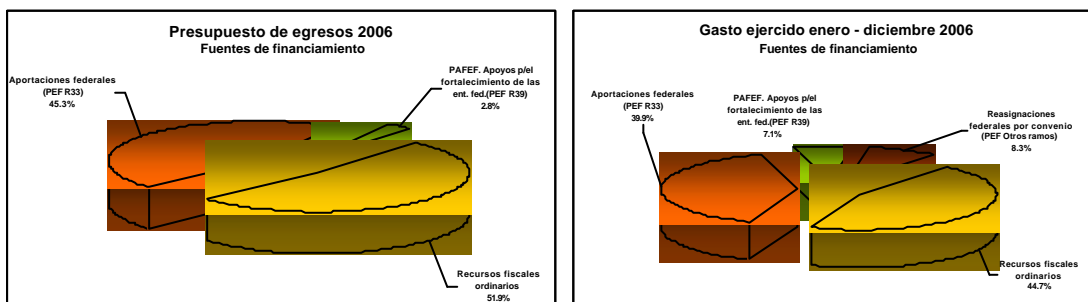 Presupuesto de egresos 2006
Fuentes de financiamiento
Aportaciones federales
(PEF R33)
45.3%
PAFEF. Apoyos p/el
fortalecimiento de las
ent. fed.(PEF R39)
2.8%
Recursos fiscales
ordinarios
51.9%
Gasto ejercido enero - diciembre 2006
Fuentes de financiamiento
Aportaciones federales
(PEF R33)
39.9%
PAFEF. Apoyos p/el
fortalecimiento de las
ent. fed.(PEF R39)
7.1%
Reasignaciones
federales por convenio
(PEF Otros ramos)
8.3%
Recursos fiscales
ordinarios
44.7%